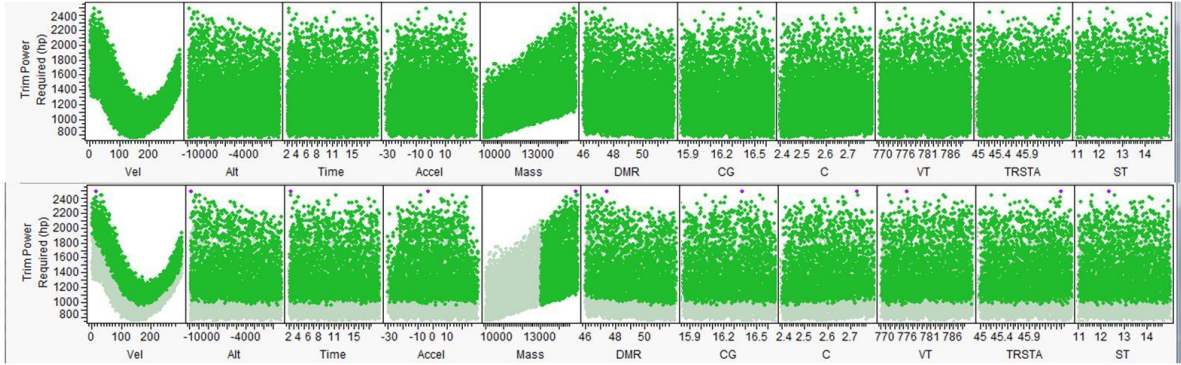 Trim Power
Required (hp)
2400
2200
2000
1800
1600
1400
1200
1000
800
0 100 200 -10000 -4000 2 4 6 8 11 15 -30 -10 0 10 10000 13000 46 48 50 15.9 16.2 16.5 2.4 2.5 2.6 2.7 770 776 781 786 45 45.4 45.9 11 12 13 14
Vel Alt Time Accel Mass DMR CG C VT TRSTA ST
Trim Power
Required (hp)
2400
2200
2000
1800
1600
1400
1200
1000
800
0 100 200 -10000 -4000 2 4 6 8 11 15 -30 -10 0 10 10000 13000 46 48 50 15.9 16.2 16.5 2.4 2.5 2.6 2.7 770 776 781 786 45 45.4 45.9 11 12 13 14
Vel Alt Time Accel Mass DMR CG C VT TRSTA ST